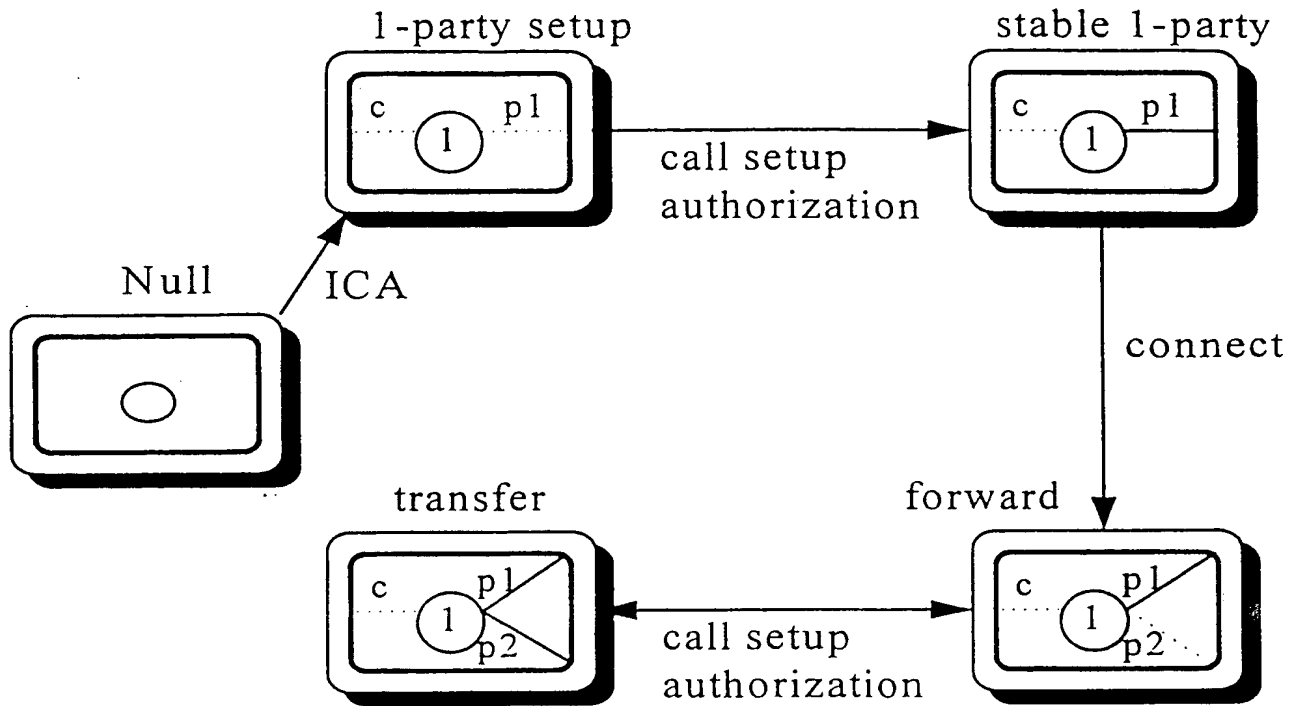 1-party setup
stable 1-party
c
p1
1
c
p1
1
call setup
authorization
Null
ICA
connect
transfer
forward
c
p1
1
p2
c
p1
1
p2
call setup
authorization